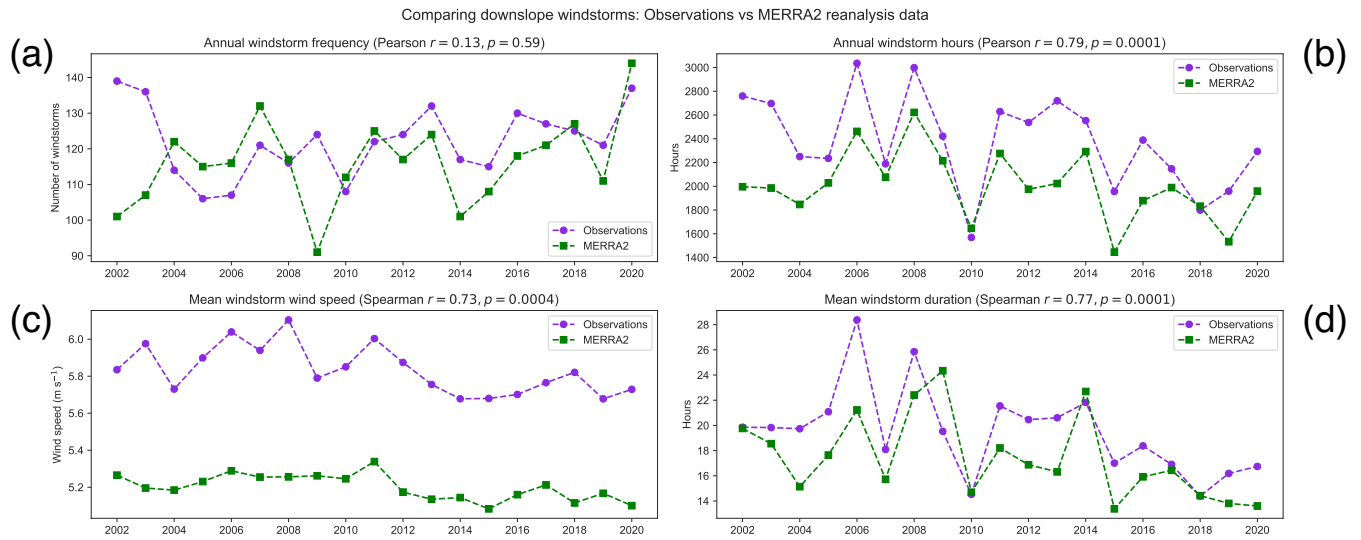 Comparing downslope windstorms: Observations vs MERRA2 reanalysis data
(a)
Annual windstorm frequency (Pearson r = 0.13, p = 0.59)
Number of windstorms
140
130
120
110
100
90
Observations
MERRA2
2002 2004 2006 2008 2010 2012 2014 2016 2018 2020
(b)
Annual windstorm hours (Pearson r = 0.79, p = 0.0001)
Hours
3000
2800
2600
2400
2200
2000
1800
1600
1400
Observations
MERRA2
2002 2004 2006 2008 2010 2012 2014 2016 2018 2020
(c)
Mean windstorm wind speed (Spearman r = 0.73, p = 0.0004)
Wind speed (m s⁻¹)
6.0
5.8
5.6
5.4
5.2
Observations
MERRA2
2002 2004 2006 2008 2010 2012 2014 2016 2018 2020
(d)
Mean windstorm duration (Spearman r = 0.77, p = 0.0001)
Hours
28
26
24
22
20
18
16
14
Observations
MERRA2
2002 2004 2006 2008 2010 2012 2014 2016 2018 2020